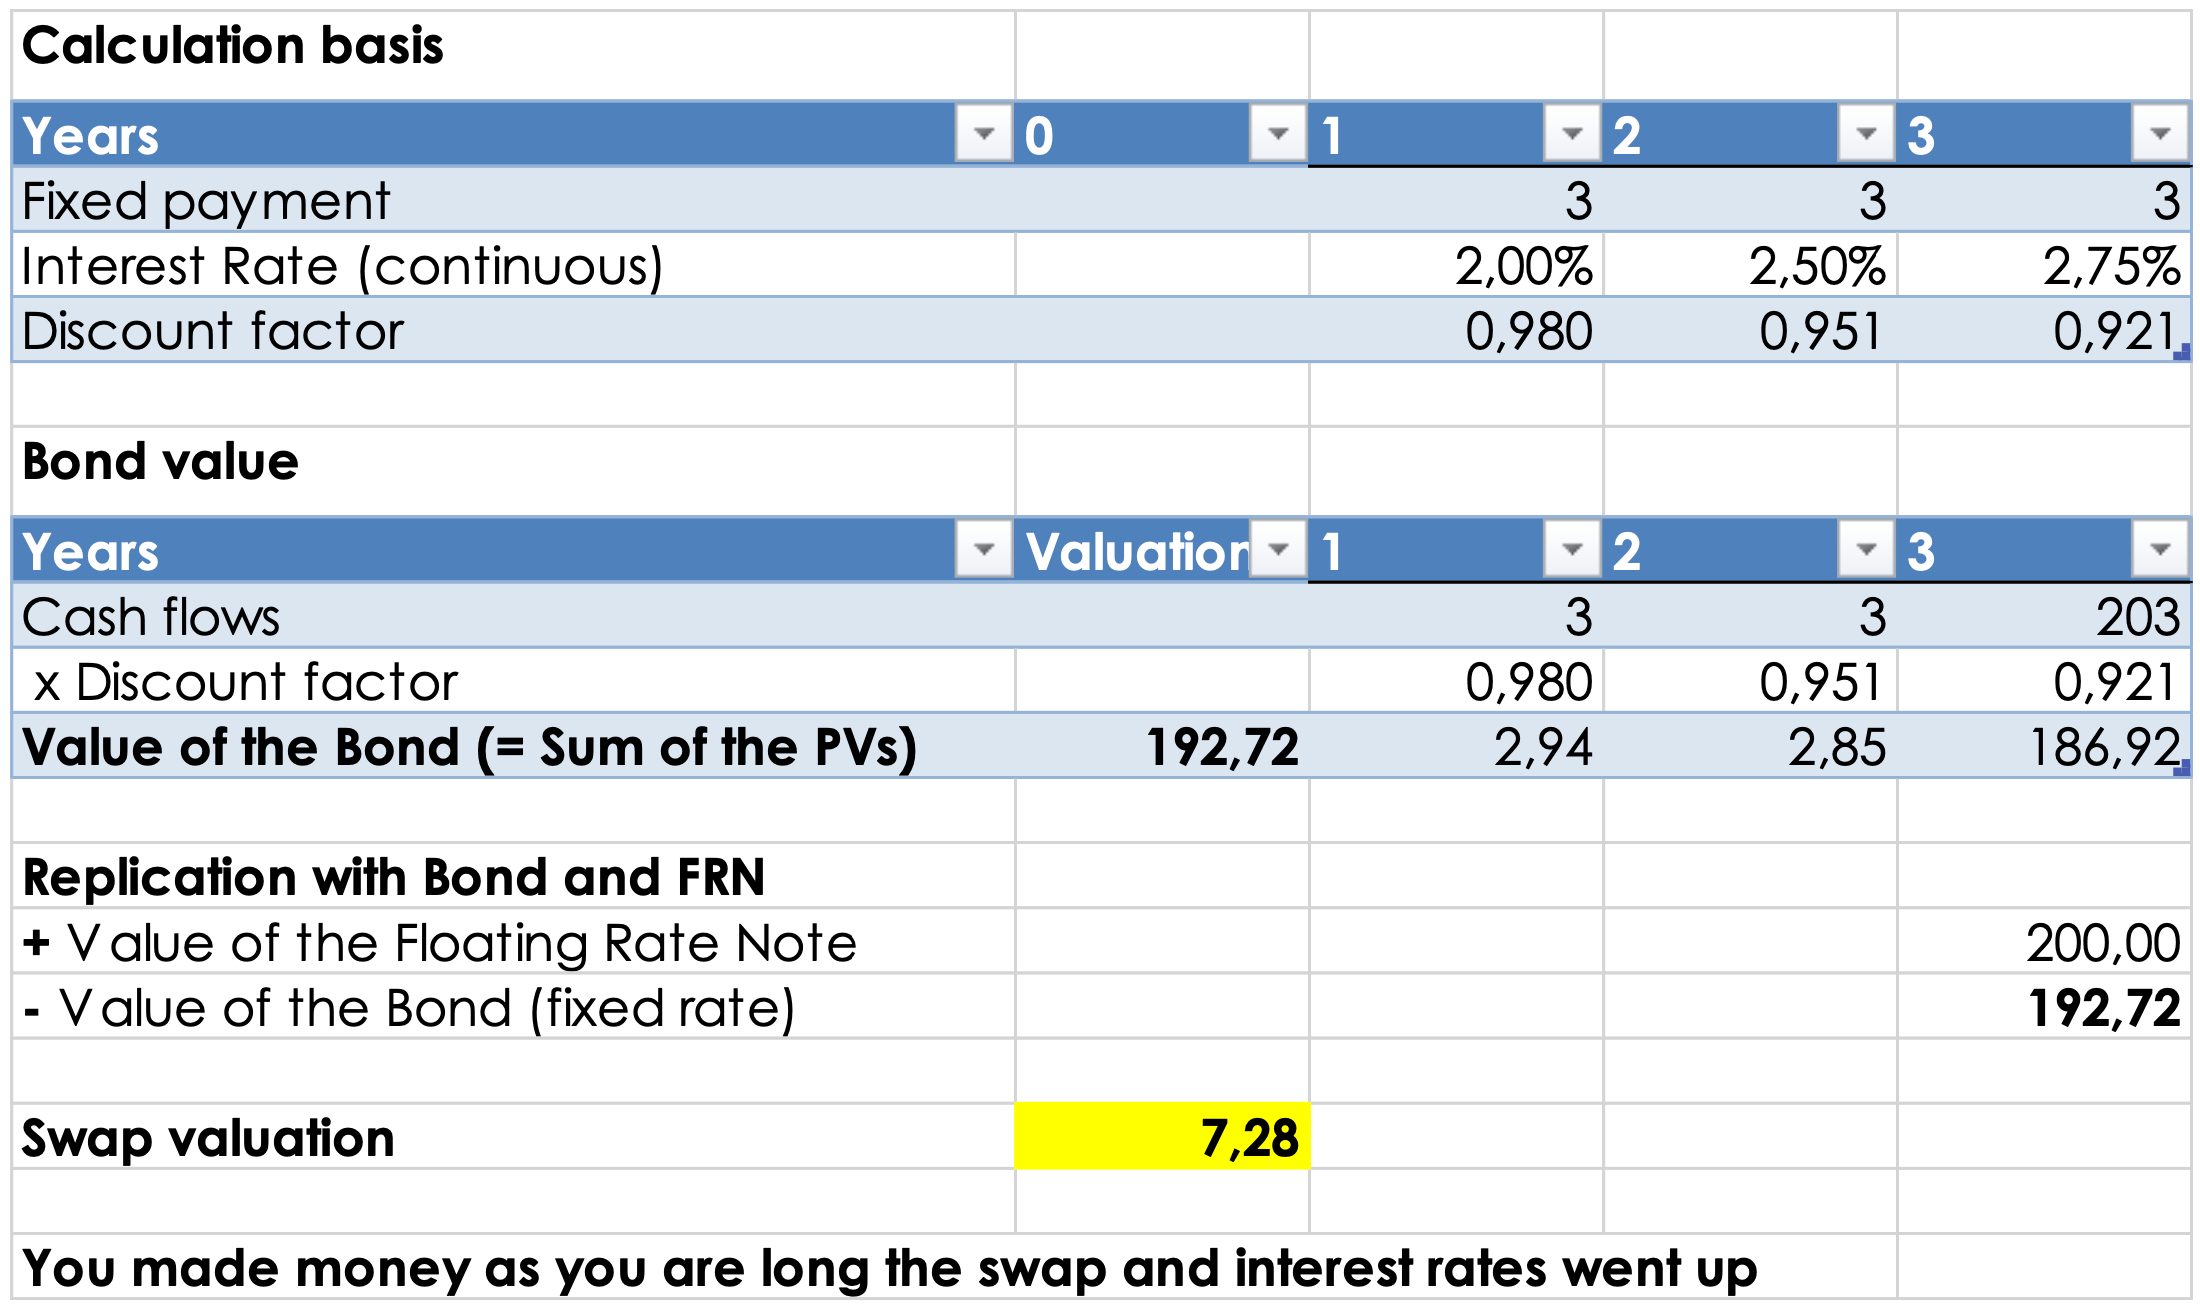 Calculation basis
Years 0 1 2 3
Fixed payment 3 3 3
Interest Rate (continuous) 2,00% 2,50% 2,75%
Discount factor 0,980 0,951 0,921
Bond value
Years Valuation 1 2 3
Cash flows 3 3 203
x Discount factor 0,980 0,951 0,921
Value of the Bond (= Sum of the PVs) 192,72 2,94 2,85 186,92
Replication with Bond and FRN
+ Value of the Floating Rate Note 200,00
- Value of the Bond (fixed rate) 192,72
Swap valuation 7,28
You made money as you are long the swap and interest rates went up